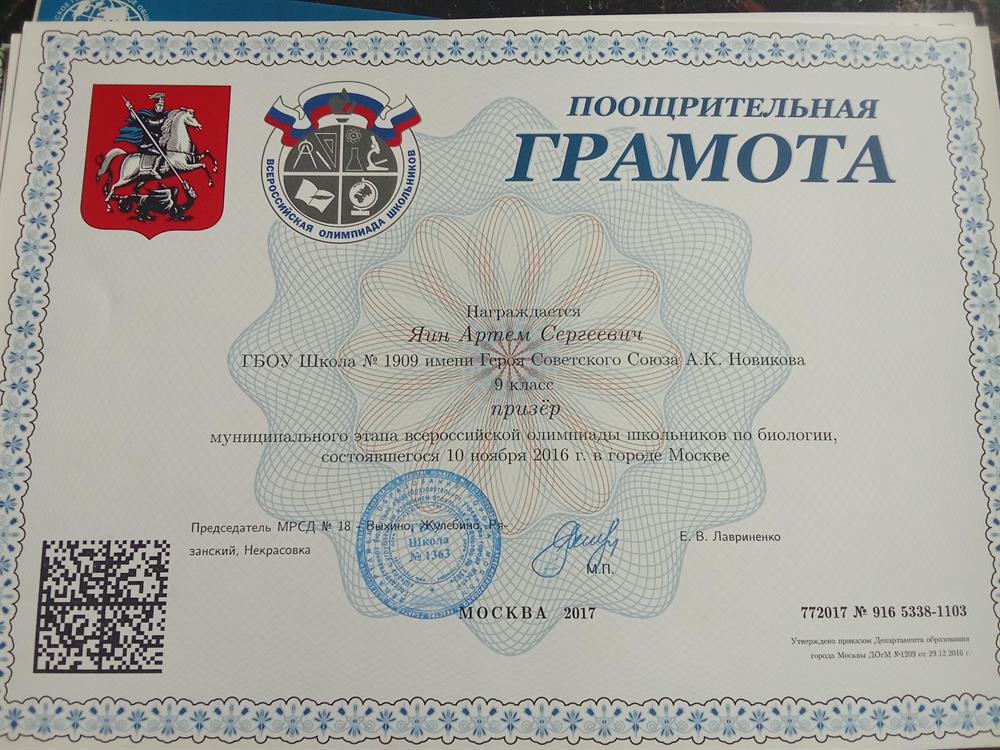 ВСЕРОССИЙСКАЯ ОЛИМПИАДА ШКОЛЬНИКОВ
ПООЩРИТЕЛЬНАЯ
ГРАМОТА
Награждается
Яин Артем Сергеевич
ГБОУ Школа № 1909 имени Героя Советского Союза А.К. Новикова
9 класс
призёр
муниципального этапа всероссийской олимпиады школьников по биологии,
состоявшегося 10 ноября 2016 г. в городе Москве
Председатель МРСД № 18 - Выхино, Жулебино, Ря-
занский, Некрасовка
Школа
№ 1363
Е. В. Лавриненко
М.П.
МОСКВА 2017
772017 № 916 5338-1103
Утверждено приказом Департамента образования
города Москвы ДОгМ №1209 от 29.12.2016 г.